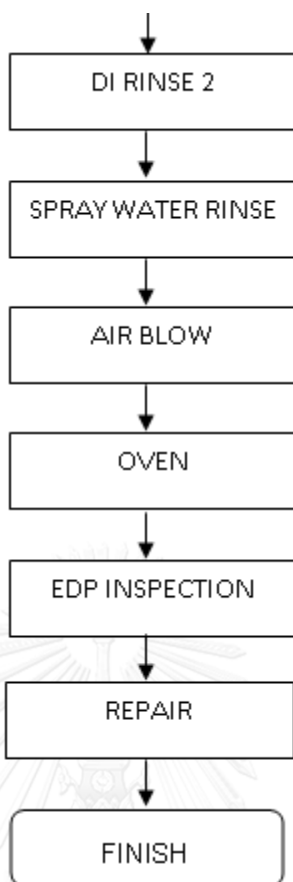 DI RINSE 2
SPRAY WATER RINSE
AIR BLOW
OVEN
EDP INSPECTION
REPAIR
FINISH